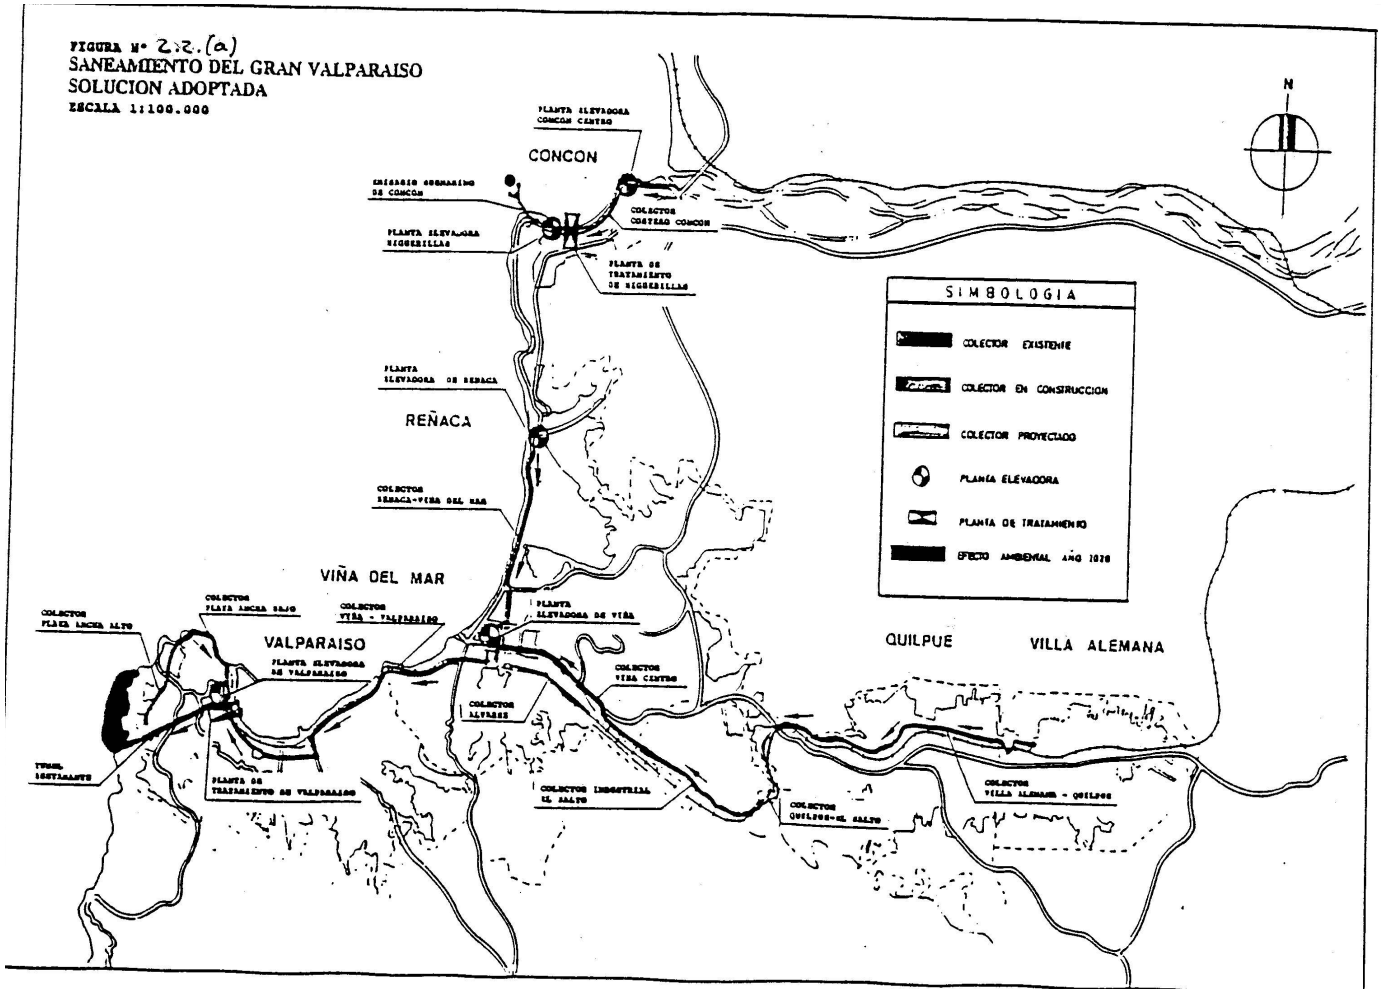 FIGURA Nº 2.2.(a)
SANEAMIENTO DEL GRAN VALPARAISO
SOLUCION ADOPTADA
ESCALA 1:100.000
N
PLANTA ELEVADORA
CONCON CENTRO
CONCON
EMISARIO SUBMARINO
DE CONCON
COLECTOR
COSTERO CONCON
PLANTA ELEVADORA
HIGUERILLAS
PLANTA DE
TRATAMIENTO
DE HIGUERILLAS
SIMBOLOGIA
COLECTOR EXISTENTE
COLECTOR EN CONSTRUCCION
COLECTOR PROYECTADO
PLANTA ELEVADORA
PLANTA DE TRATAMIENTO
EFECTO AMBIENTAL AÑO 2020
PLANTA
ELEVADORA DE REÑACA
REÑACA
COLECTOR
RENACA-VIÑA DEL MAR
VIÑA DEL MAR
COLECTOR
PLAYA ANCHA ALTO
COLECTOR
PLAYA ANCHA BAJO
COLECTOR
VIÑA - VALPARAISO
PLANTA
ELEVADORA DE VIÑA
VALPARAISO
PLANTA ELEVADORA
DE VALPARAISO
QUILPUE
VILLA ALEMANA
COLECTOR
VIÑA CENTRO
COLECTOR
ALVAREZ
TUNEL
BUSTAMANTE
PLANTA DE
TRATAMIENTO DE VALPARAISO
COLECTOR INDUSTRIAL
EL SALTO
COLECTOR
QUILPUE-EL SALTO
COLECTOR
VILLA ALEMANA - QUILPUE